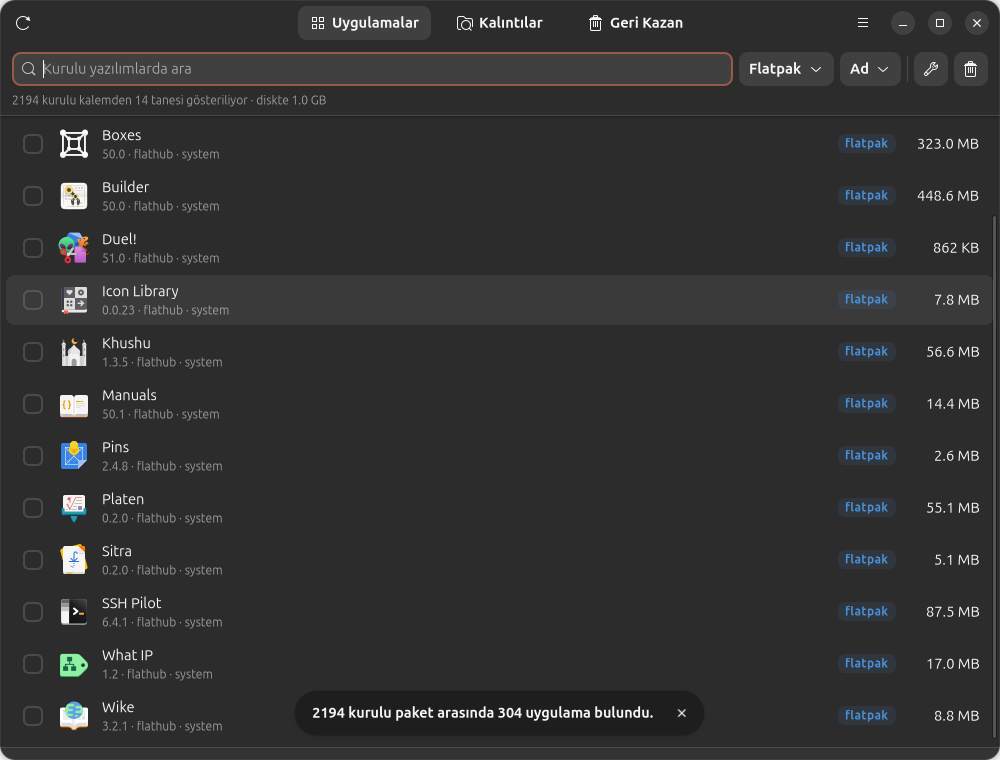 Uygulamalar
Kalıntılar
Geri Kazan
Kurulu yazılımlarda ara
Flatpak
Ad
2194 kurulu kalemden 14 tanesi gösteriliyor · diskte 1.0 GB
Boxes
50.0 · flathub · system
flatpak
323.0 MB
Builder
50.0 · flathub · system
flatpak
448.6 MB
Duel!
51.0 · flathub · system
flatpak
862 KB
Icon Library
0.0.23 · flathub · system
flatpak
7.8 MB
Khushu
1.3.5 · flathub · system
flatpak
56.6 MB
Manuals
50.1 · flathub · system
flatpak
14.4 MB
Pins
2.4.8 · flathub · system
flatpak
2.6 MB
Platen
0.2.0 · flathub · system
flatpak
55.1 MB
Sitra
0.2.0 · flathub · system
flatpak
5.1 MB
SSH Pilot
6.4.1 · flathub · system
flatpak
87.5 MB
What IP
1.2 · flathub · system
flatpak
17.0 MB
Wike
3.2.1 · flathub · system
flatpak
8.8 MB
2194 kurulu paket arasında 304 uygulama bulundu.